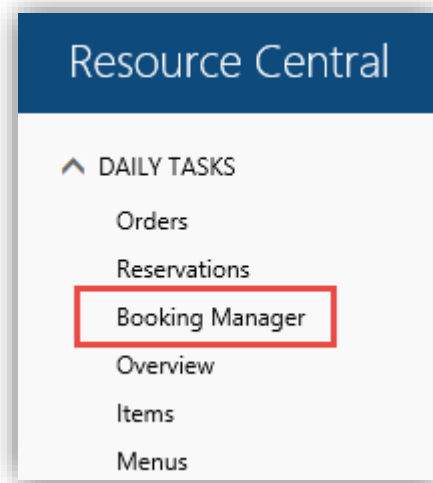 Resource Central
DAILY TASKS
Orders
Reservations
Booking Manager
Overview
Items
Menus